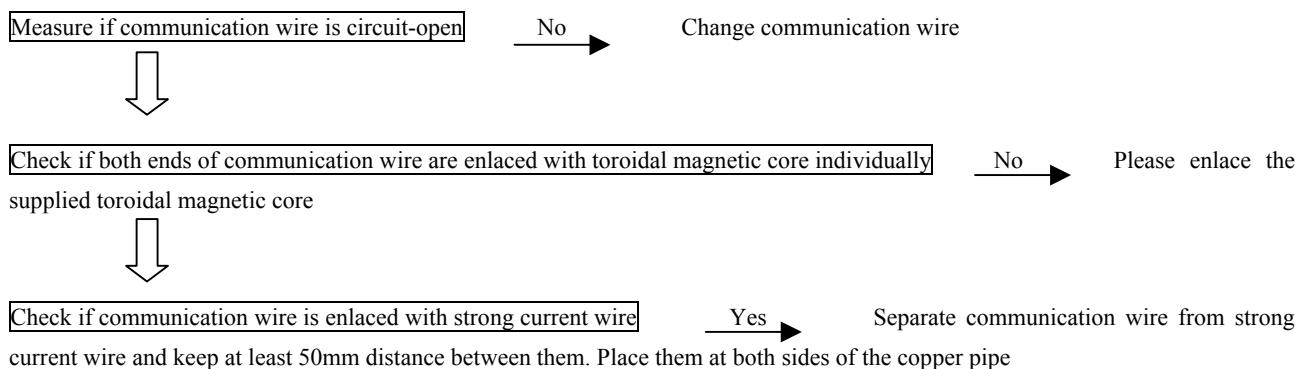 Measure if communication wire is circuit-open No Change communication wire
Check if both ends of communication wire are enlaced with toroidal magnetic core individually No Please enlace the
supplied toroidal magnetic core
Check if communication wire is enlaced with strong current wire Yes Separate communication wire from strong
current wire and keep at least 50mm distance between them. Place them at both sides of the copper pipe